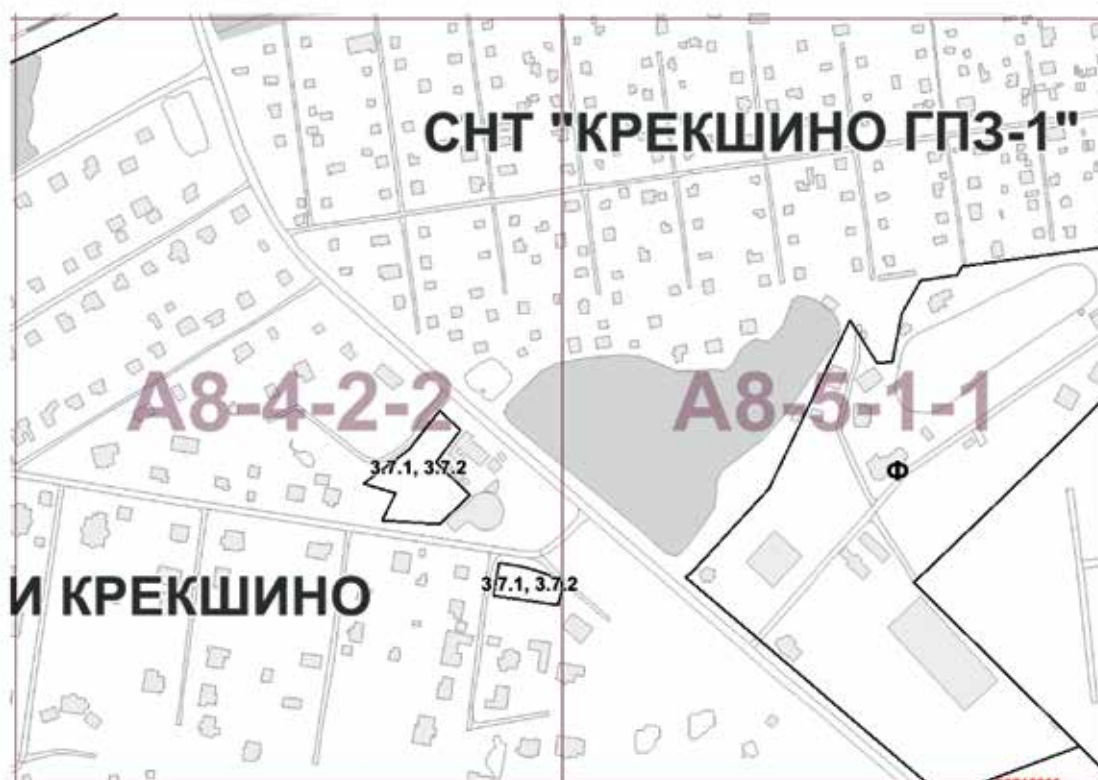 СНТ "КРЕКШИНО ГПЗ-1"
А8-4-2-2
А8-5-1-1
3.7.1, 3.7.2
Ф
3.7.1, 3.7.2
И КРЕКШИНО